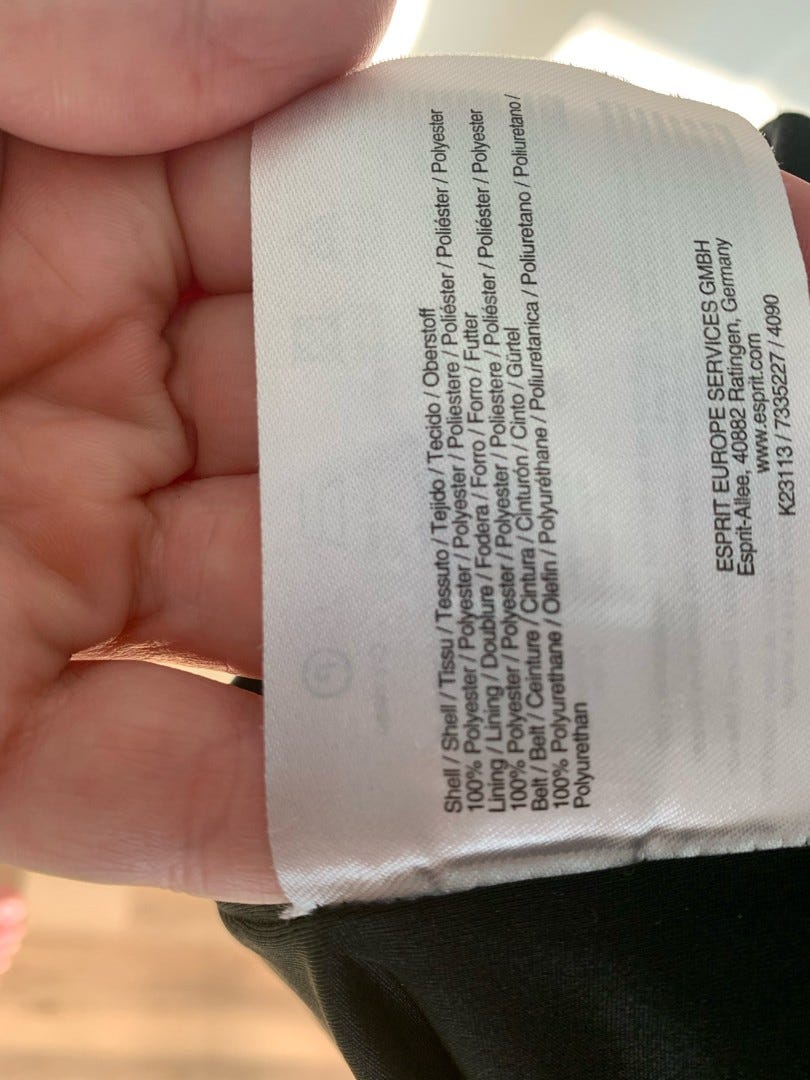 Shell / Shell / Tissu / Tessuto / Tejido / Tecido / Oberstoff
100% Polyester / Polyester / Polyester / Poliestere / Poliéster / Poliéster / Polyester
Lining / Lining / Doublure / Fodera / Forro / Forro / Futter
100% Polyester / Polyester / Polyester / Poliestere / Poliéster / Poliéster / Polyester
Belt / Belt / Ceinture / Cintura / Cinturón / Cinto / Gürtel
100% Polyurethane / Olefin / Polyuréthane / Poliuretanica / Poliuretano / Poliuretano /
Polyurethan
ESPRIT EUROPE SERVICES GMBH
Esprit-Allee, 40882 Ratingen, Germany
www.esprit.com
K23113 / 7335227 / 4090